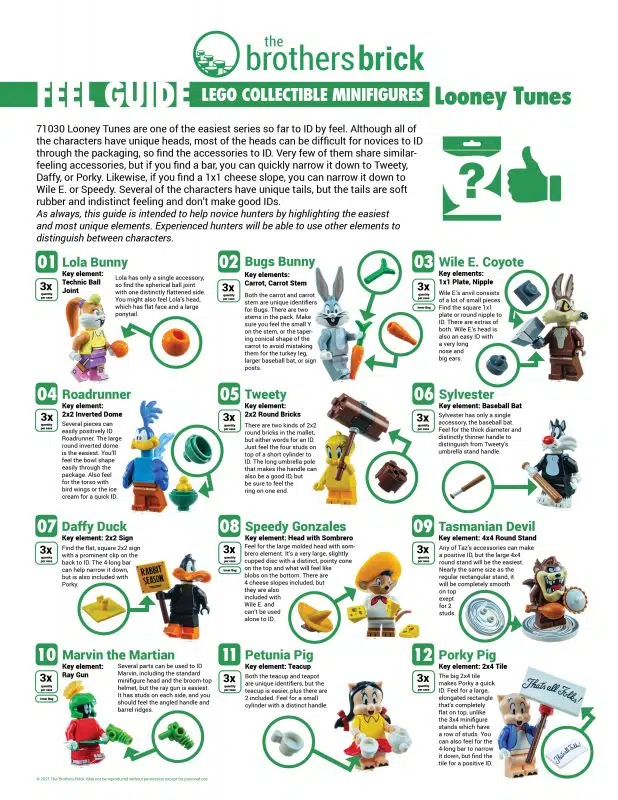 the
brothersbrick
FEEL GUIDE LEGO COLLECTIBLE MINIFIGURES Looney Tunes
71030 Looney Tunes are one of the easiest series so far to ID by feel. Although all of
the characters have unique heads, most of the heads can be difficult for novices to ID
through the packaging, so find the accessories to ID. Very few of them share similar-
feeling accessories, but if you find a bar, you can quickly narrow it down to Tweety,
Daffy, or Porky. Likewise, if you find a 1x1 cheese slope, you can narrow it down to
Wile E. or Speedy. Several of the characters have unique tails, but the tails are soft
rubber and indistinct feeling and don't make good IDs.
As always, this guide is intended to help novice hunters by highlighting the easiest
and most unique elements. Experienced hunters will be able to use other elements to
distinguish between characters.
?
01 Lola Bunny
3x
quantity
per case
Key element:
Technic Ball
Joint
Lola has only a single accessory,
so find the spherical ball joint
with one distinctly flattened side.
You might also feel Lola's head,
which has flat face and a large
ponytail.
02 Bugs Bunny
3x
quantity
per case
Key elements:
Carrot, Carrot Stem
Both the carrot and carrot
stem are unique identifiers
for Bugs. There are two
stems in the pack. Make
sure you feel the small Y
on the stem, or the taper-
ing conical shape of the
carrot to avoid mistaking
them for the turkey leg,
larger baseball bat, or sign
posts.
03 Wile E. Coyote
3x
quantity
per case
Inner Bag
Key elements:
1x1 Plate, Nipple
Wile E.'s anvil consists
of a lot of small pieces
Find the square 1x1
plate or round nipple to
ID. There are extras of
both. Wile E.'s head is
also an easy ID
with a very
long
nose and
big ears.
04 Roadrunner
3x
quantity
per case
Key element:
2x2 Inverted Dome
Several pieces can
easily positively ID
Roadrunner. The large
round inverted dome
is the easiest. You'll
feel the bowl shape
easily through the
package. Also feel
for the torso with
bird wings or the ice
cream for a quick ID.
05 Tweety
3x
quantity
per case
Key element:
2x2 Round Bricks
There are two kinds of 2x2
round bricks in the mallet,
but either words for an ID.
Just feel the four studs on
top of a short cylinder to
ID. The long umbrella pole
that makes the handle can
also be a good ID, but
be sure to feel the
ring on one end.
06 Sylvester
3x
quantity
per case
Key element: Baseball Bat
Sylvester has only a single
accessory, the baseball bat.
Feel for the thick diameter and
distinctly thinner handle to
distinguish from Tweety's
umbrella stand handle.
07 Daffy Duck
3x
quantity
per case
Key element: 2x2 Sign
Find the flat, square 2x2 sign
with a prominent clip on the
back to ID. The 4-long bar
can help narrow it down,
but is also included with
Porky.
RABBIT
SEASON
08 Speedy Gonzales
3x
quantity
per case
Inner Bag
Key element: Head with Sombrero
Feel for the large molded head with som-
brero element. It's a very large, slightly
cupped disc with a distinct, pointy cone
on the top and what will feel like
blobs on the bottom. There are
4 cheese slopes included,
but they are also
included with
Wile E. and
can't be used
alone to ID.
09 Tasmanian Devil
3x
quantity
per case
Key element: 4x4 Round Stand
Any of Taz's accessories can make
a positive ID, but the large 4x4
round stand will be the easiest.
Nearly the same size as the
regular rectangular stand, it
will be completely smooth
on top
exept
for 2
studs
10 Marvin the Martian
3x
quantity
per case
Inner Bag
Key element:
Ray Gun
Several parts can be used to ID
Marvin, including the standard
minifigure head and the broom-top
helmet, but the ray gun is easiest.
It has studs on each side, and you
should feel the angled handle and
barrel ridges.
11 Petunia Pig
3x
quantity
per case
Key element: Teacup
Both the teacup and teapot
are unique identifiers, but the
teacup is easier, plus there are
2 included. Feel for a small
cylinder with a distinct handle
12 Porky Pig
3x
quantity
per case
Key element: 2x4 Tile
The big 2x4 tile
makes Porky a quick
ID. Feel for a large,
elongated rectangle
that's completely
flat on top, unlike
the 3x4 minifigure
stands which have
a row of studs. You
can also feel for the
4-long bar to narrow
it down, but find the
tile for a positive ID.
That's all Folks!
That's all Folks!
© 2021 The Brothers Brick. May not be reproduced without permission except for personal use.